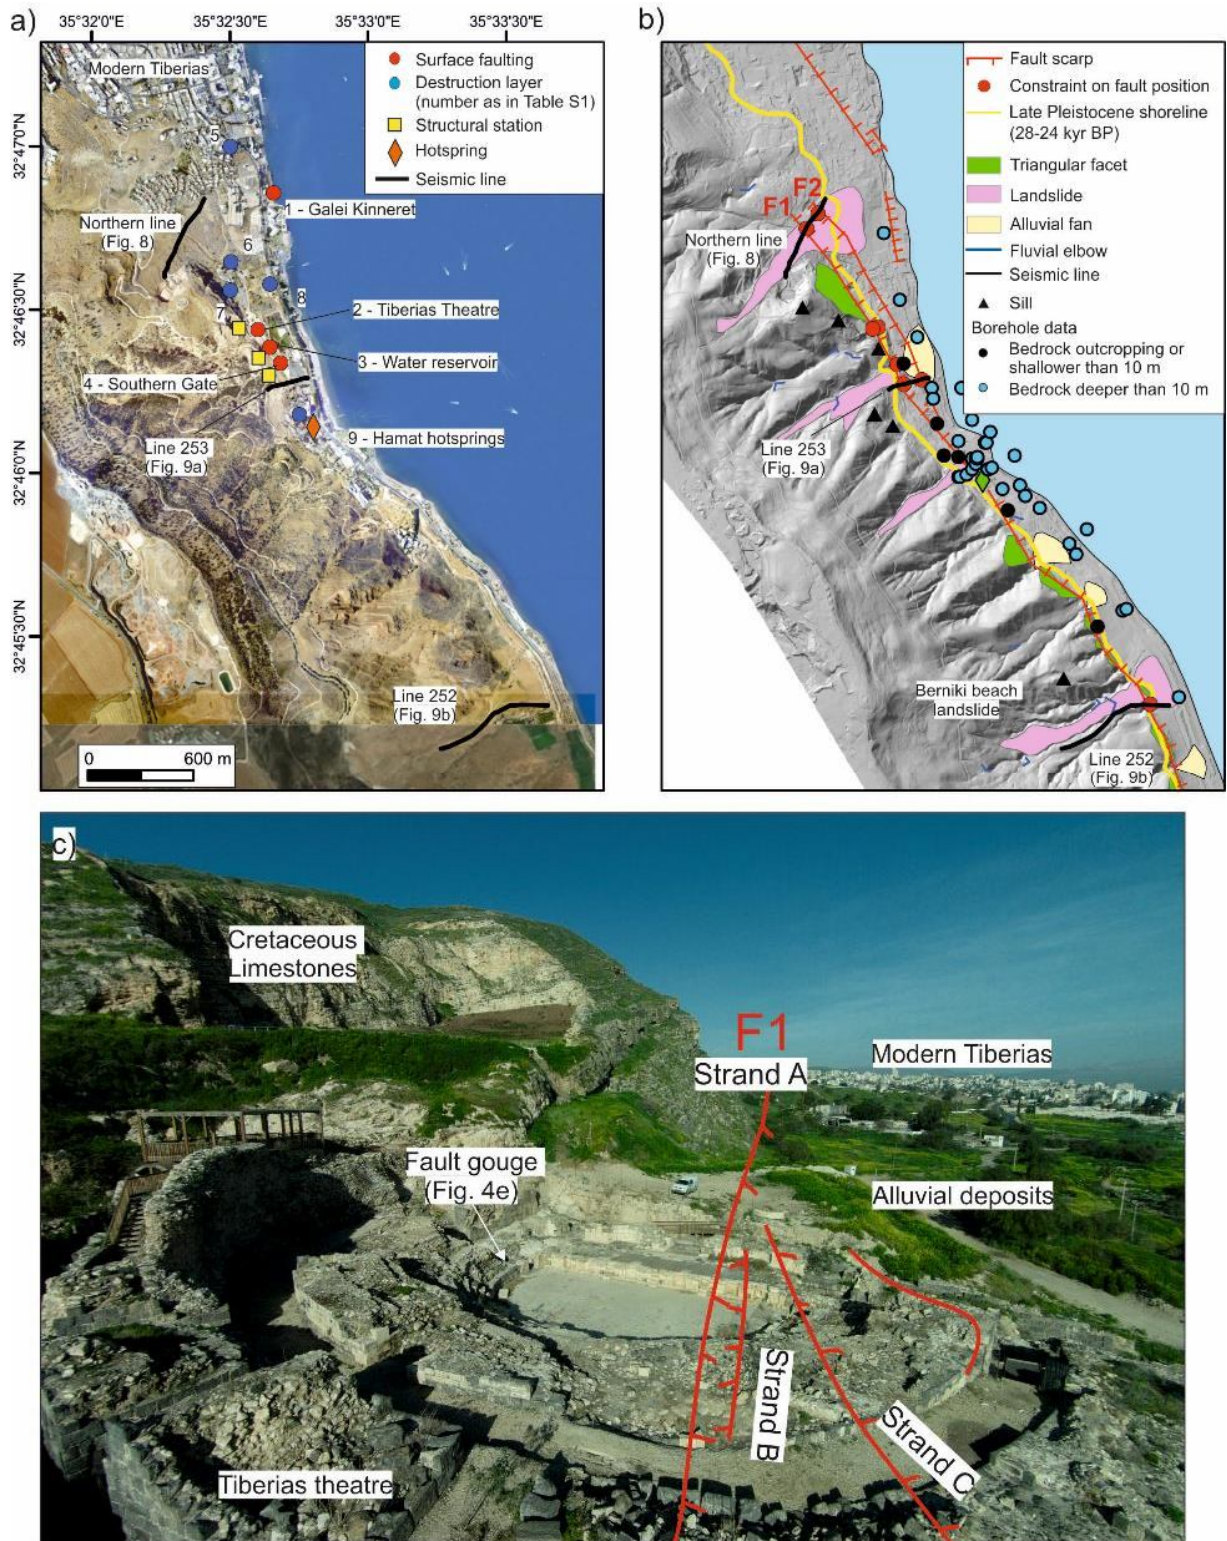 a)
35°32'0"E
35°32'30"E
35°33'0"E
35°33'30"E
32°47'0"N
32°46'30"N
32°46'0"N
32°45'30"N
Modern Tiberias
Surface faulting
Destruction layer
(number as in Table S1)
Structural station
Hotspring
Seismic line
5
1 - Galei Kinneret
Northern line
(Fig. 8)
6
7
8
2 - Tiberias Theatre
3 - Water reservoir
4 - Southern Gate
Line 253
(Fig. 9a)
9 - Hamat hotsprings
Line 252
(Fig. 9b)
0
600 m
b)
Fault scarp
Constraint on fault position
Late Pleistocene shoreline
(28-24 kyr BP)
Triangular facet
Landslide
Alluvial fan
Fluvial elbow
Seismic line
Sill
Borehole data
Bedrock outcropping or
shallower than 10 m
Bedrock deeper than 10 m
F2
F1
Northern line
(Fig. 8)
Line 253
(Fig. 9a)
Berniki beach
landslide
Line 252
(Fig. 9b)
c)
Cretaceous
Limestones
F1
Strand A
Modern Tiberias
Fault gouge
(Fig. 4e)
Alluvial deposits
Strand B
Strand C
Tiberias theatre